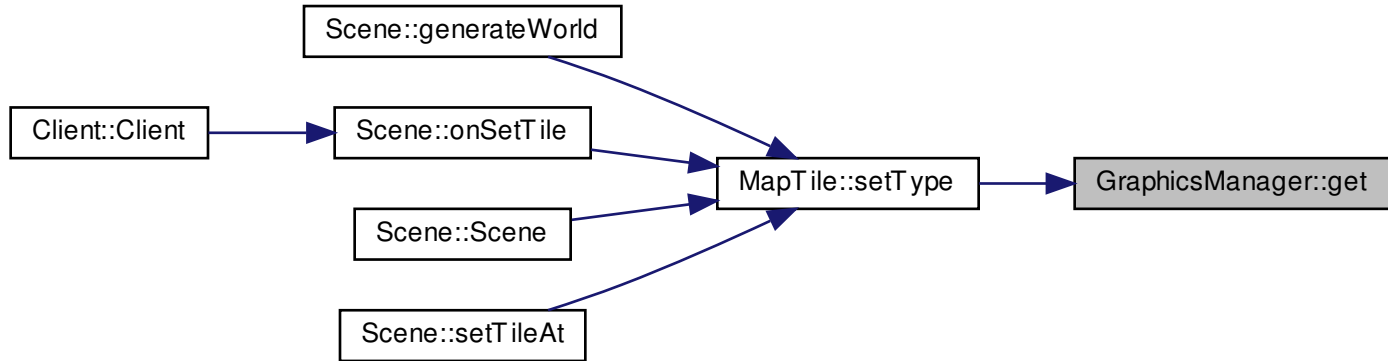 Scene::generateWorld
Client::Client
Scene::onSetTile
MapTile::setType
GraphicsManager::get
Scene::Scene
Scene::setTileAt